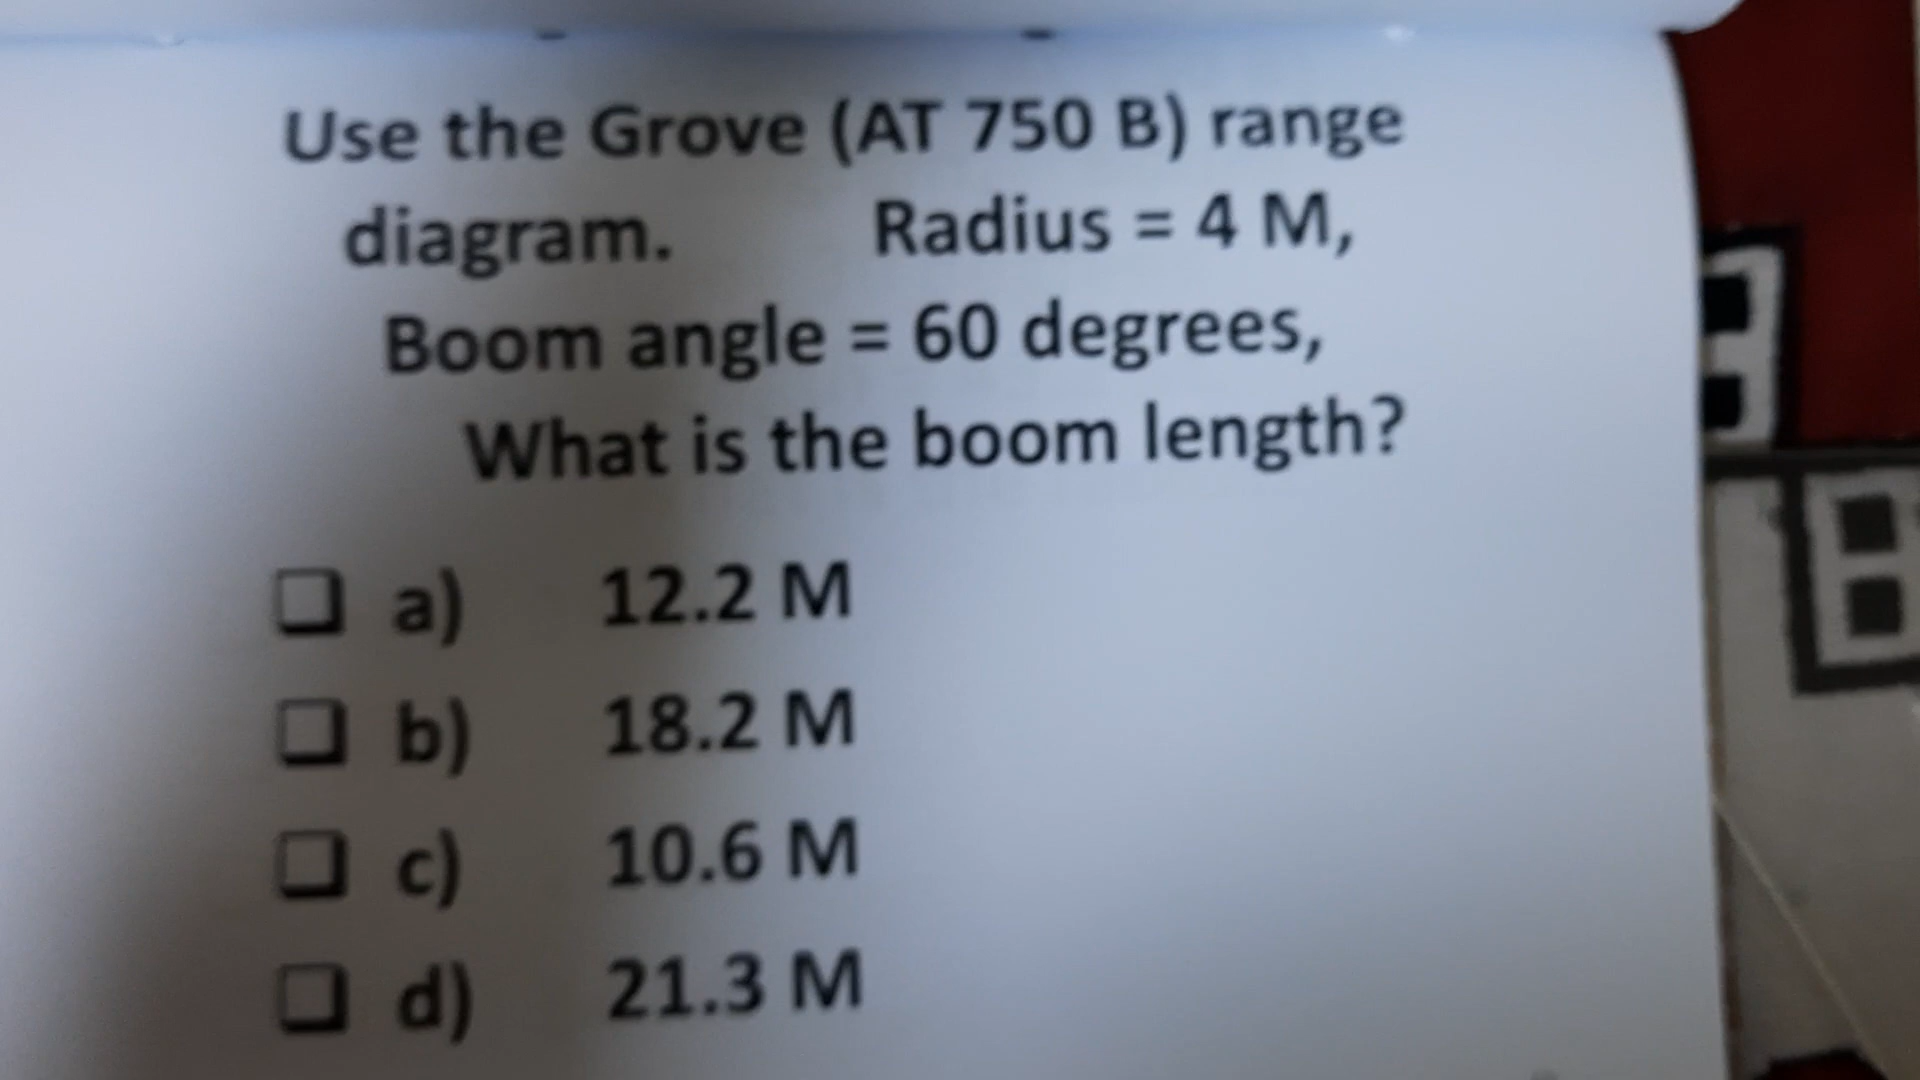 Use the Grove (AT 750 B) range
diagram. Radius = 4 M,
Boom angle = 60 degrees,
What is the boom length?
❑ a) 12.2 M
❑ b) 18.2 M
❑ c) 10.6 M
❑ d) 21.3 M